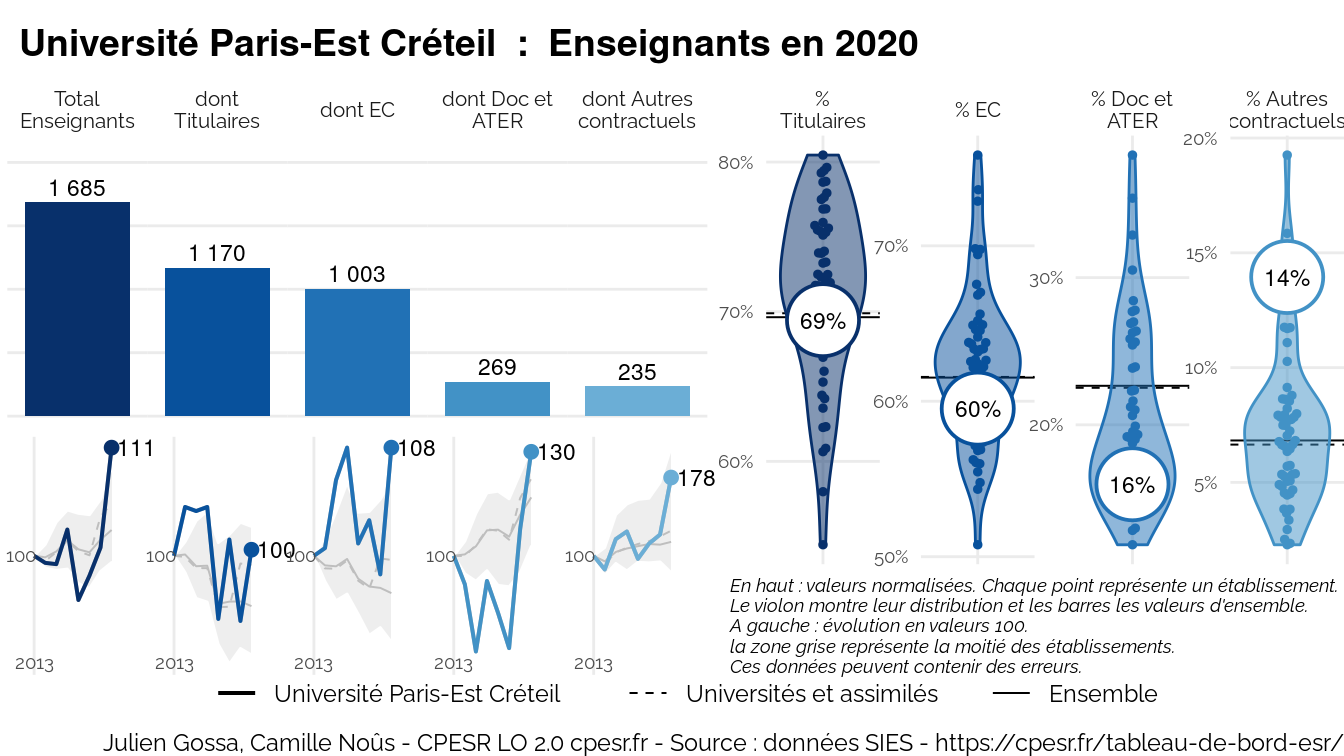 Université Paris-Est Créteil : Enseignants en 2020
Total
Enseignants
dont
Titulaires
dont EC
dont Doc et
ATER
dont Autres
contractuels
1 685
1 170
1 003
269
235
100
2013
111
100
2013
100
100
2013
108
100
2013
130
100
2013
178
%
Titulaires
80%
70%
60%
69%
% EC
70%
60%
50%
60%
% Doc et
ATER
30%
20%
16%
% Autres
contractuels
20%
15%
10%
5%
14%
En haut : valeurs normalisées. Chaque point représente un établissement.
Le violon montre leur distribution et les barres les valeurs d'ensemble.
A gauche : évolution en valeurs 100.
la zone grise représente la moitié des établissements.
Ces données peuvent contenir des erreurs.
Université Paris-Est Créteil
Universités et assimilés
Ensemble
Julien Gossa, Camille Noûs - CPESR LO 2.0 cpesr.fr - Source : données SIES - https://cpesr.fr/tableau-de-bord-esr/